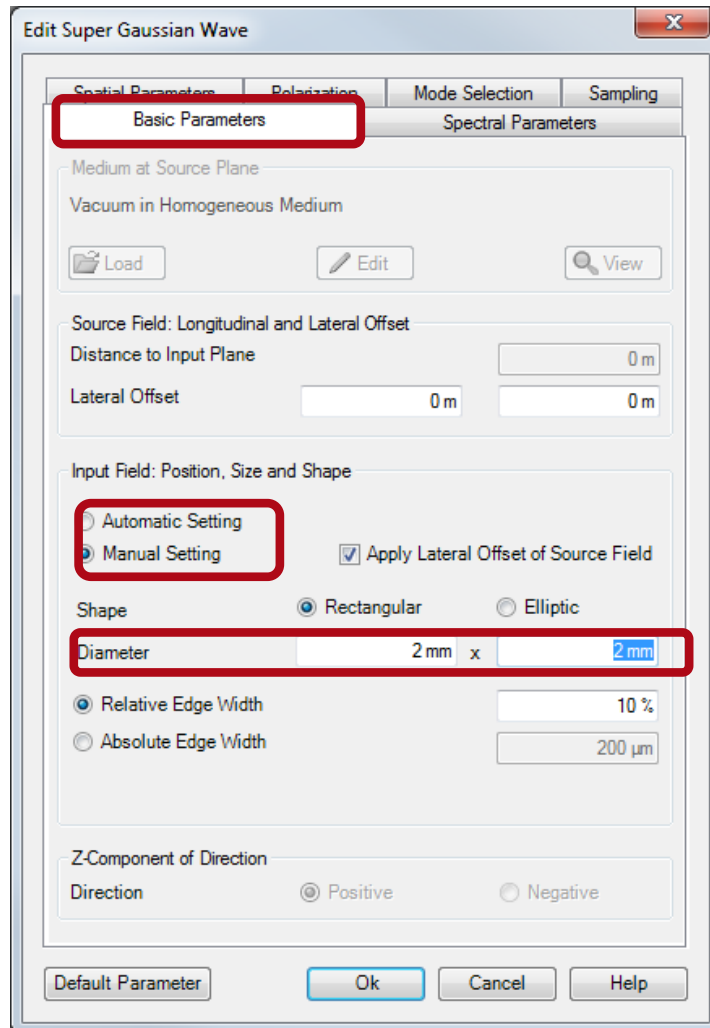 Edit Super Gaussian Wave
Spatial Parameters Polarization Mode Selection Sampling
Basic Parameters Spectral Parameters
Medium at Source Plane
Vacuum in Homogeneous Medium
Load Edit View
Source Field: Longitudinal and Lateral Offset
Distance to Input Plane 0 m
Lateral Offset 0 m 0 m
Input Field: Position, Size and Shape
Automatic Setting
Manual Setting Apply Lateral Offset of Source Field
Shape Rectangular Elliptic
Diameter 2 mm x 2 mm
Relative Edge Width 10 %
Absolute Edge Width 200 µm
Z-Component of Direction
Direction Positive Negative
Default Parameter Ok Cancel Help